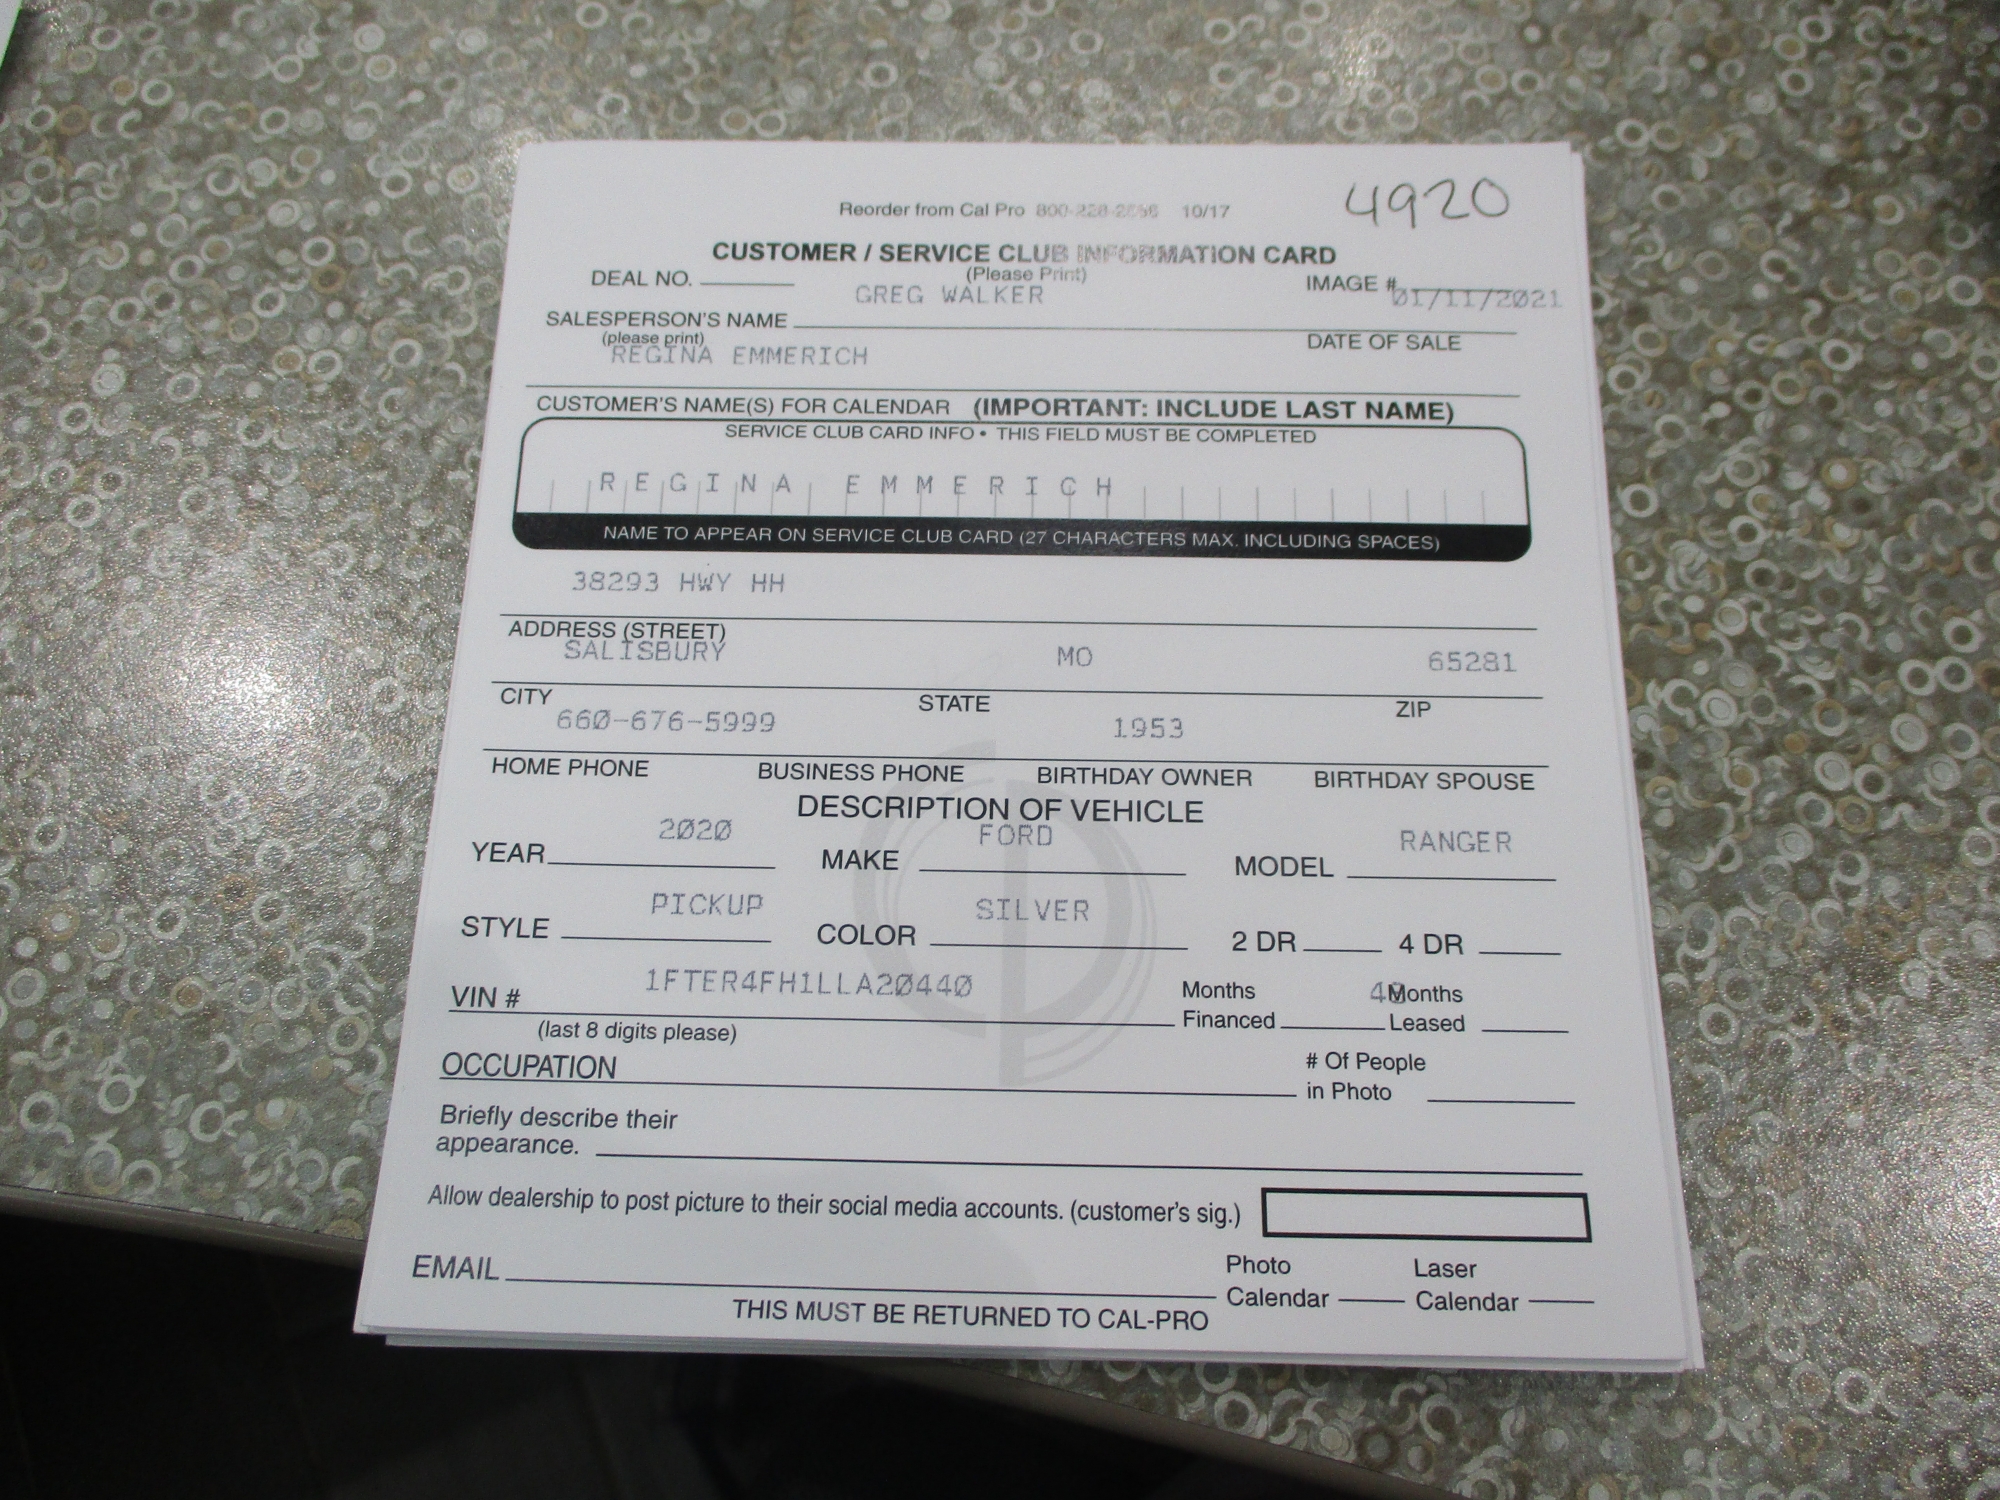 4920
Reorder from Cal Pro 10/17
CUSTOMER / SERVICE CLUB INFORMATION CARD
(Please Print)
DEAL NO. IMAGE #
GREG WALKER 01/11/2021
SALESPERSON'S NAME
(please print) DATE OF SALE
REGINA EMMERICH
CUSTOMER'S NAME(S) FOR CALENDAR (IMPORTANT: INCLUDE LAST NAME)
SERVICE CLUB CARD INFO • THIS FIELD MUST BE COMPLETED
REGINA EMMERICH
NAME TO APPEAR ON SERVICE CLUB CARD (27 CHARACTERS MAX. INCLUDING SPACES)
38293 HWY HH
ADDRESS (STREET)
SALISBURY MO 65281
CITY STATE ZIP
660-676-5999 1953
HOME PHONE BUSINESS PHONE BIRTHDAY OWNER BIRTHDAY SPOUSE
DESCRIPTION OF VEHICLE
2020 FORD RANGER
YEAR MAKE MODEL
PICKUP SILVER
STYLE COLOR 2 DR 4 DR
1FTER4FH1LLA20440
VIN # Months Financed Months Leased
(last 8 digits please)
OCCUPATION # Of People in Photo
Briefly describe their
appearance.
Allow dealership to post picture to their social media accounts. (customer's sig.)
EMAIL Photo Calendar Laser Calendar
THIS MUST BE RETURNED TO CAL-PRO